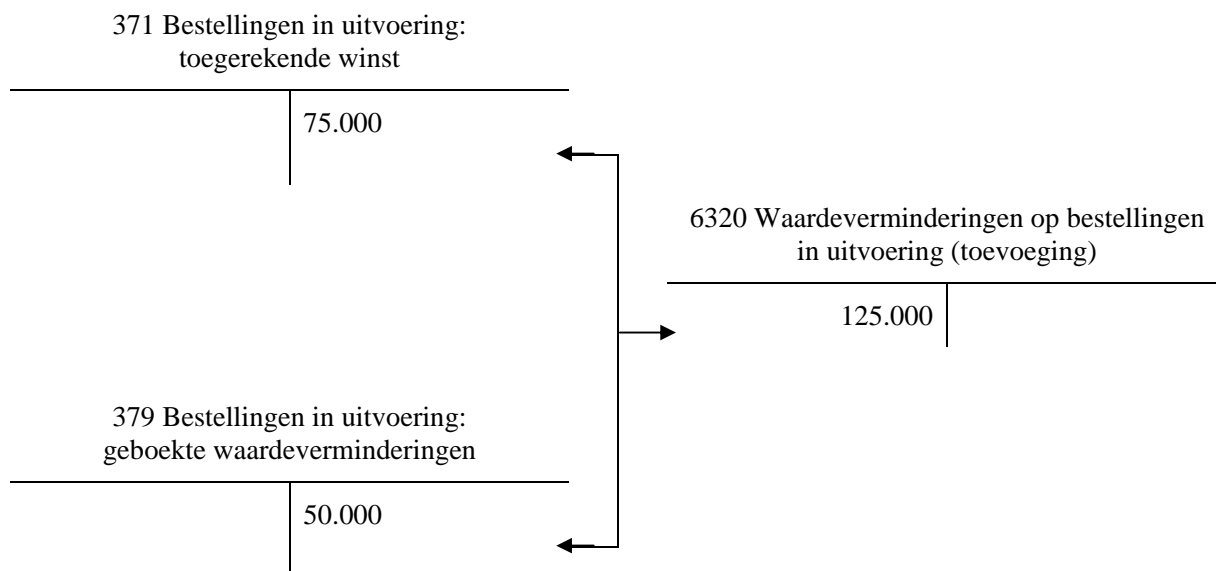 371 Bestellingen in uitvoering:
toegerekende winst
75.000
6320 Waardeverminderingen op bestellingen
in uitvoering (toevoeging)
125.000
379 Bestellingen in uitvoering:
geboekte waardeverminderingen
50.000